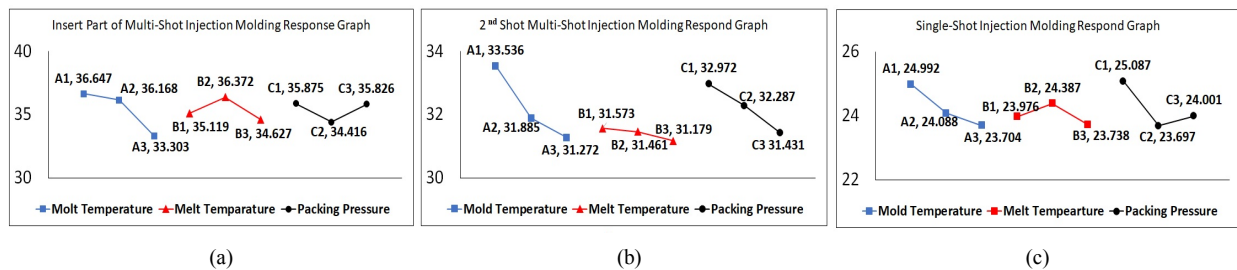 Insert Part of Multi-Shot Injection Molding Response Graph
40
35
30
A1, 36.647
A2, 36.168
A3, 33.303
B1, 35.119
B2, 36.372
B3, 34.627
C1, 35.875
C2, 34.416
C3, 35.826
Molt Temperature
Melt Temparature
Packing Pressure
(a)
2nd Shot Multi-Shot Injection Molding Respond Graph
34
32
30
A1, 33.536
A2, 31.885
A3, 31.272
B1, 31.573
B2, 31.461
B3, 31.179
C1, 32.972
C2, 32.287
C3 31.431
Mold Temperature
Melt Temperature
Packing Pressure
(b)
Single-Shot Injection Molding Respond Graph
26
24
22
A1, 24.992
A2, 24.088
A3, 23.704
B1, 23.976
B2, 24.387
B3, 23.738
C1, 25.087
C2, 23.697
C3, 24.001
Mold Temperature
Melt Tempearture
Packing Pressure
(c)